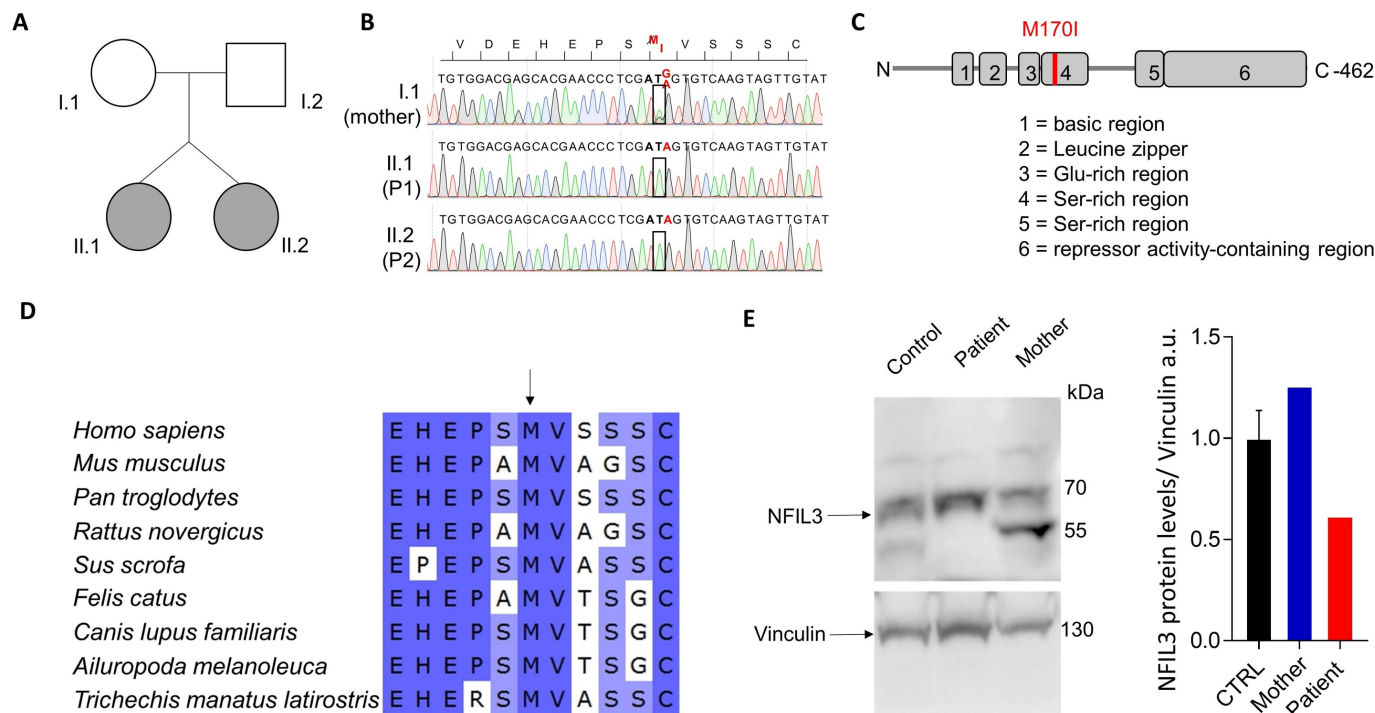 A
I.1
I.2
II.1
II.2
B
V D E H E P S M I V S S S C
TGTGGACGAGCACGAACCCTCGATGAGTGTCAAGTAGTTGTAT
I.1
(mother)
TGTGGACGAGCACGAACCCTCGATAGTGTCAAGTAGTTGTAT
II.1
(P1)
TGTGGACGAGCACGAACCCTCGATAGTGTCAAGTAGTTGTAT
II.2
(P2)
C
M170I
N 1 2 3 4 5 6 C -462
1 = basic region
2 = Leucine zipper
3 = Glu-rich region
4 = Ser-rich region
5 = Ser-rich region
6 = repressor activity-containing region
D
Homo sapiens E H E P S M V S S S C
Mus musculus E H E P A M V A G S C
Pan troglodytes E H E P S M V S S S C
Rattus novergicus E H E P A M V A G S C
Sus scrofa E P E P S M V A S S C
Felis catus E H E P A M V T S G C
Canis lupus familiaris E H E P S M V T S G C
Ailuropoda melanoleuca E H E P S M V T S G C
Trichechis manatus latirostris E H E R S M V A S S C
E
Control Patient Mother
kDa
70
NFIL3
55
Vinculin
130
NFIL3 protein levels/ Vinculin a.u.
1.5
1.0
0.5
0.0
CTRL Mother Patient